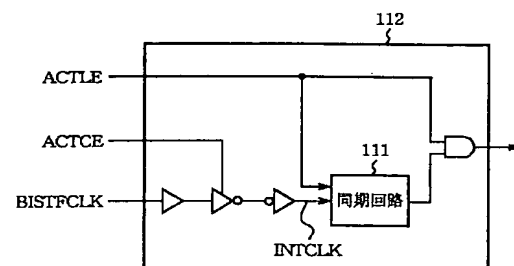 112
ACTLE
ACTCE
111
BISTFCLK
同期回路
INTCLK